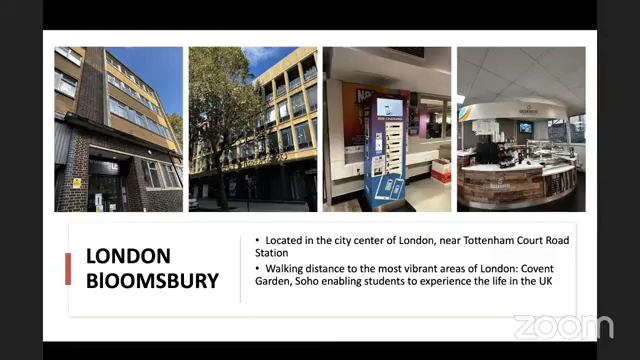 LONDON
BlOOMSBURY
• Located in the city center of London, near Tottenham Court Road
Station
• Walking distance to the most vibrant areas of London: Covent
Garden, Soho enabling students to experience the life in the UK
zoom